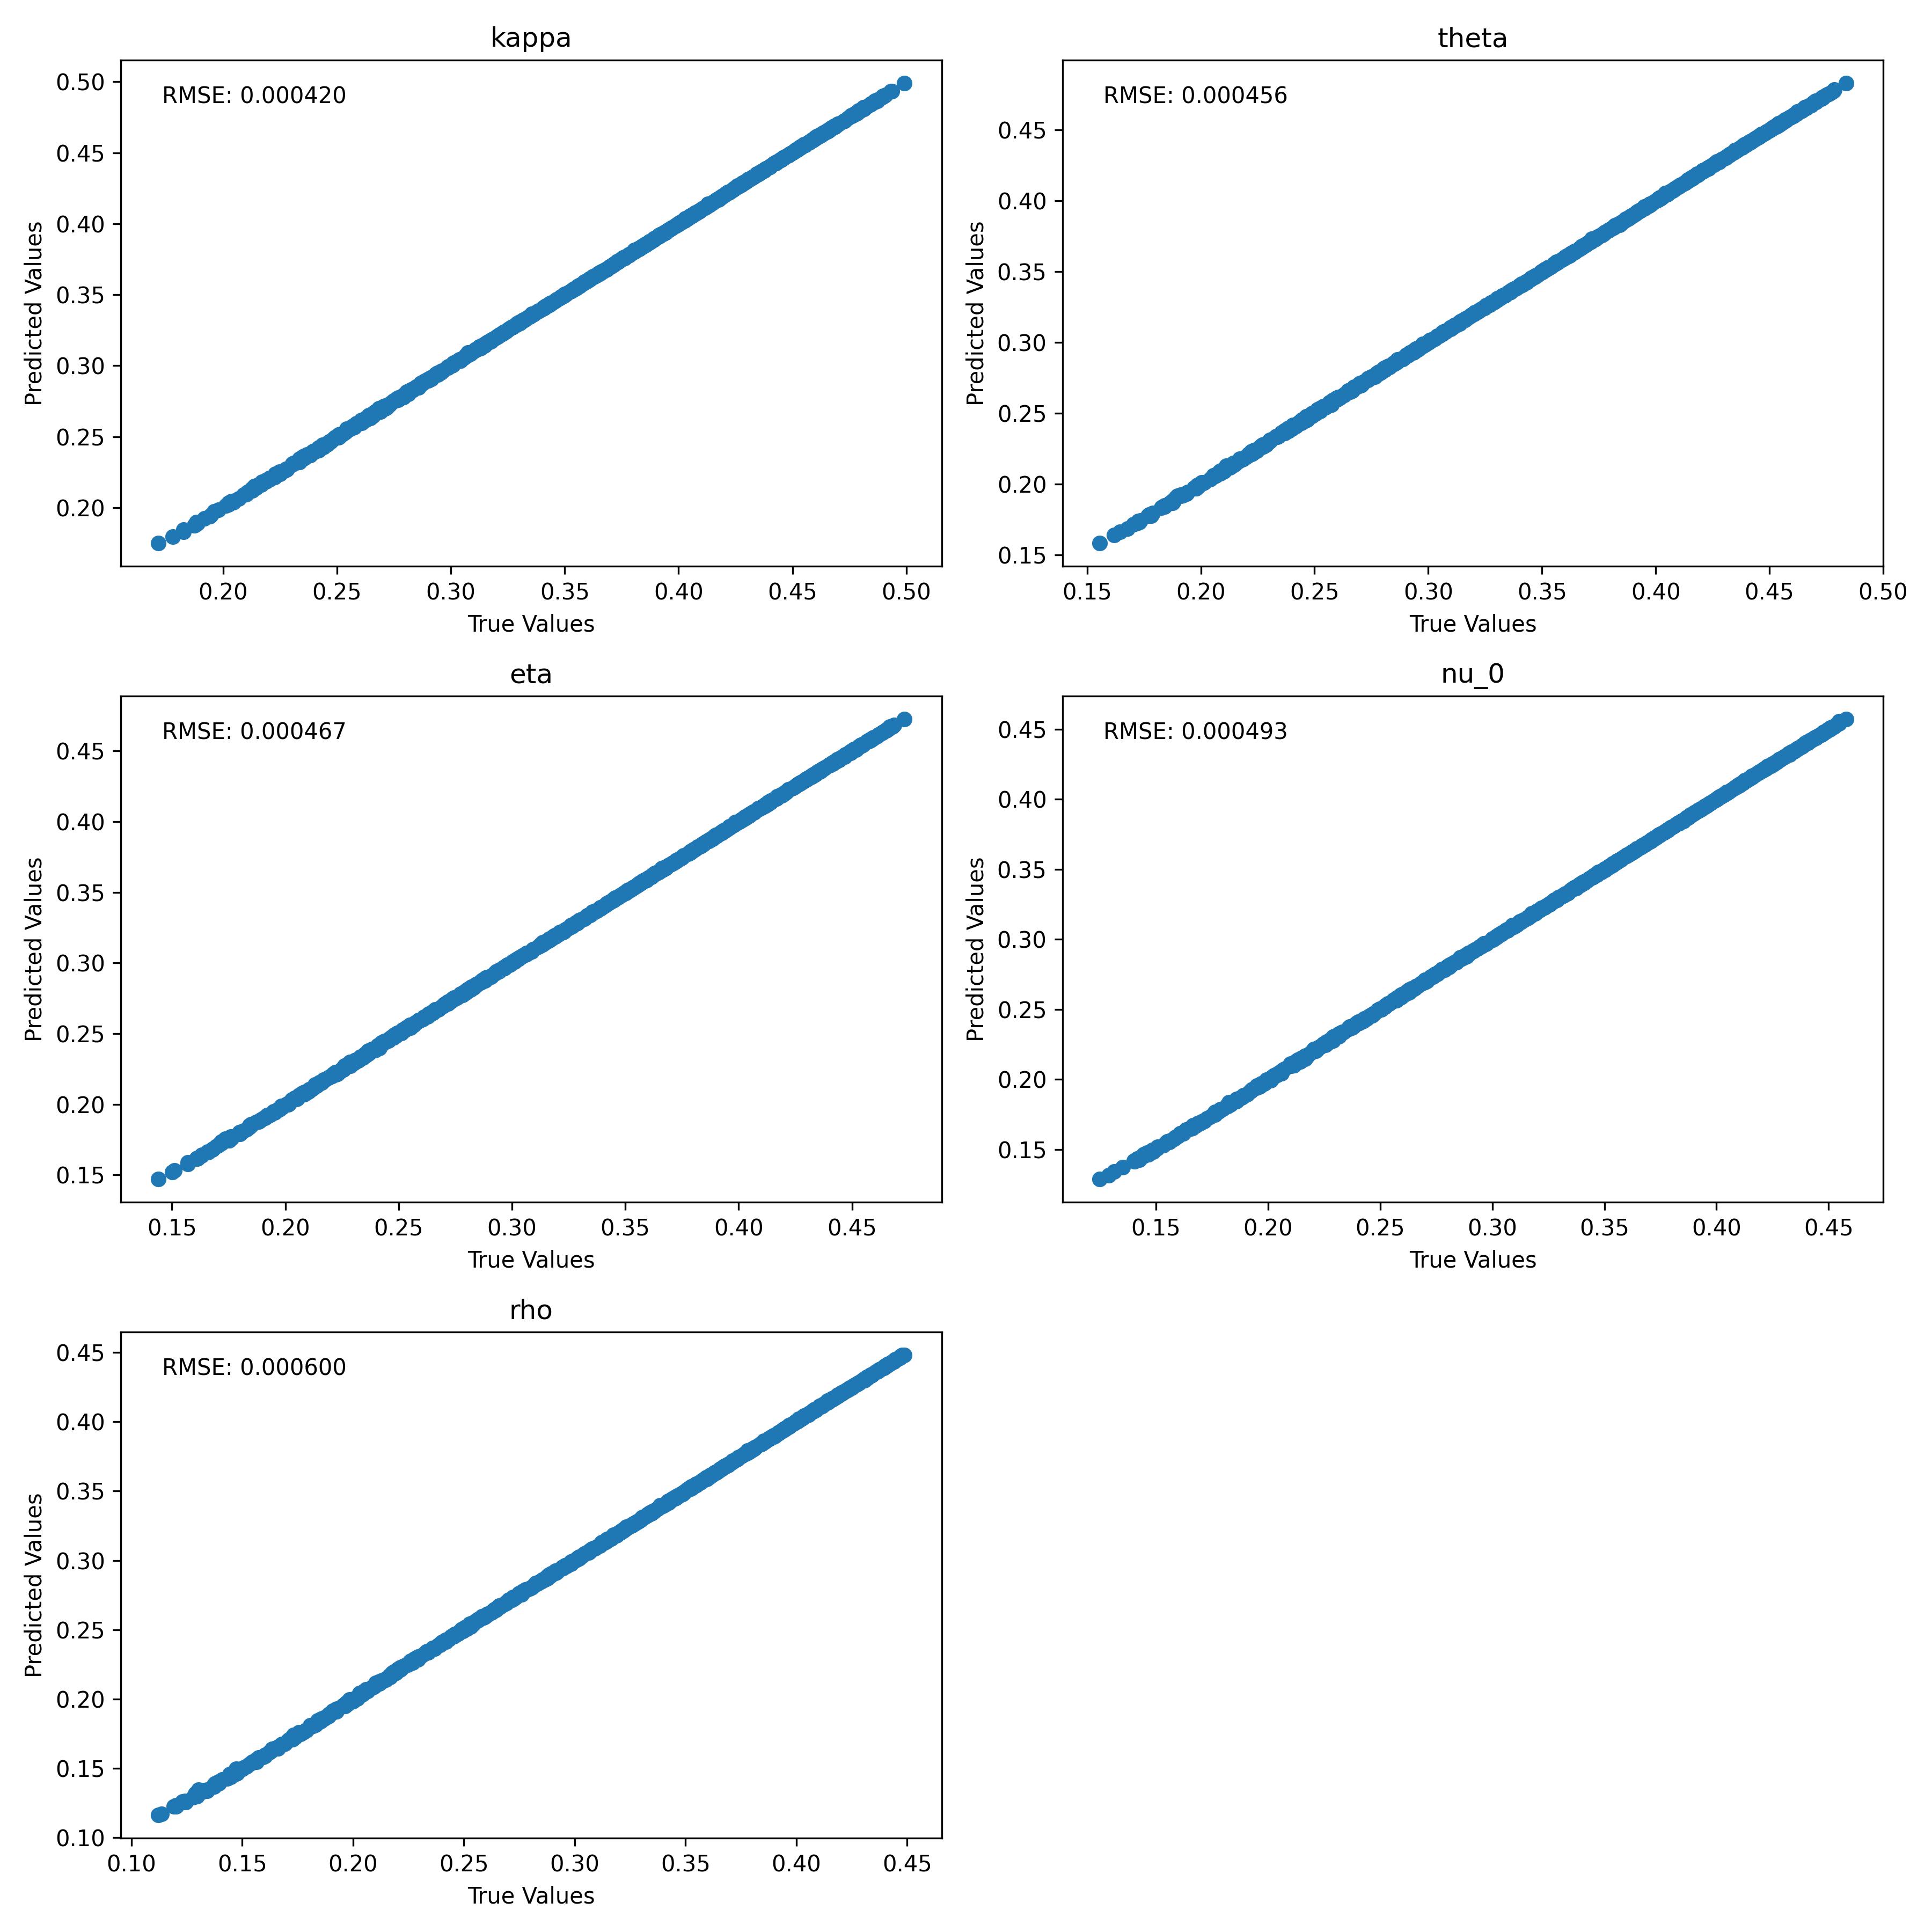 kappa
RMSE: 0.000420
Predicted Values
0.50
0.45
0.40
0.35
0.30
0.25
0.20
0.20 0.25 0.30 0.35 0.40 0.45 0.50
True Values
theta
RMSE: 0.000456
Predicted Values
0.45
0.40
0.35
0.30
0.25
0.20
0.15
0.15 0.20 0.25 0.30 0.35 0.40 0.45 0.50
True Values
eta
RMSE: 0.000467
Predicted Values
0.45
0.40
0.35
0.30
0.25
0.20
0.15
0.15 0.20 0.25 0.30 0.35 0.40 0.45
True Values
nu_0
RMSE: 0.000493
Predicted Values
0.45
0.40
0.35
0.30
0.25
0.20
0.15
0.15 0.20 0.25 0.30 0.35 0.40 0.45
True Values
rho
RMSE: 0.000600
Predicted Values
0.45
0.40
0.35
0.30
0.25
0.20
0.15
0.10
0.10 0.15 0.20 0.25 0.30 0.35 0.40 0.45
True Values